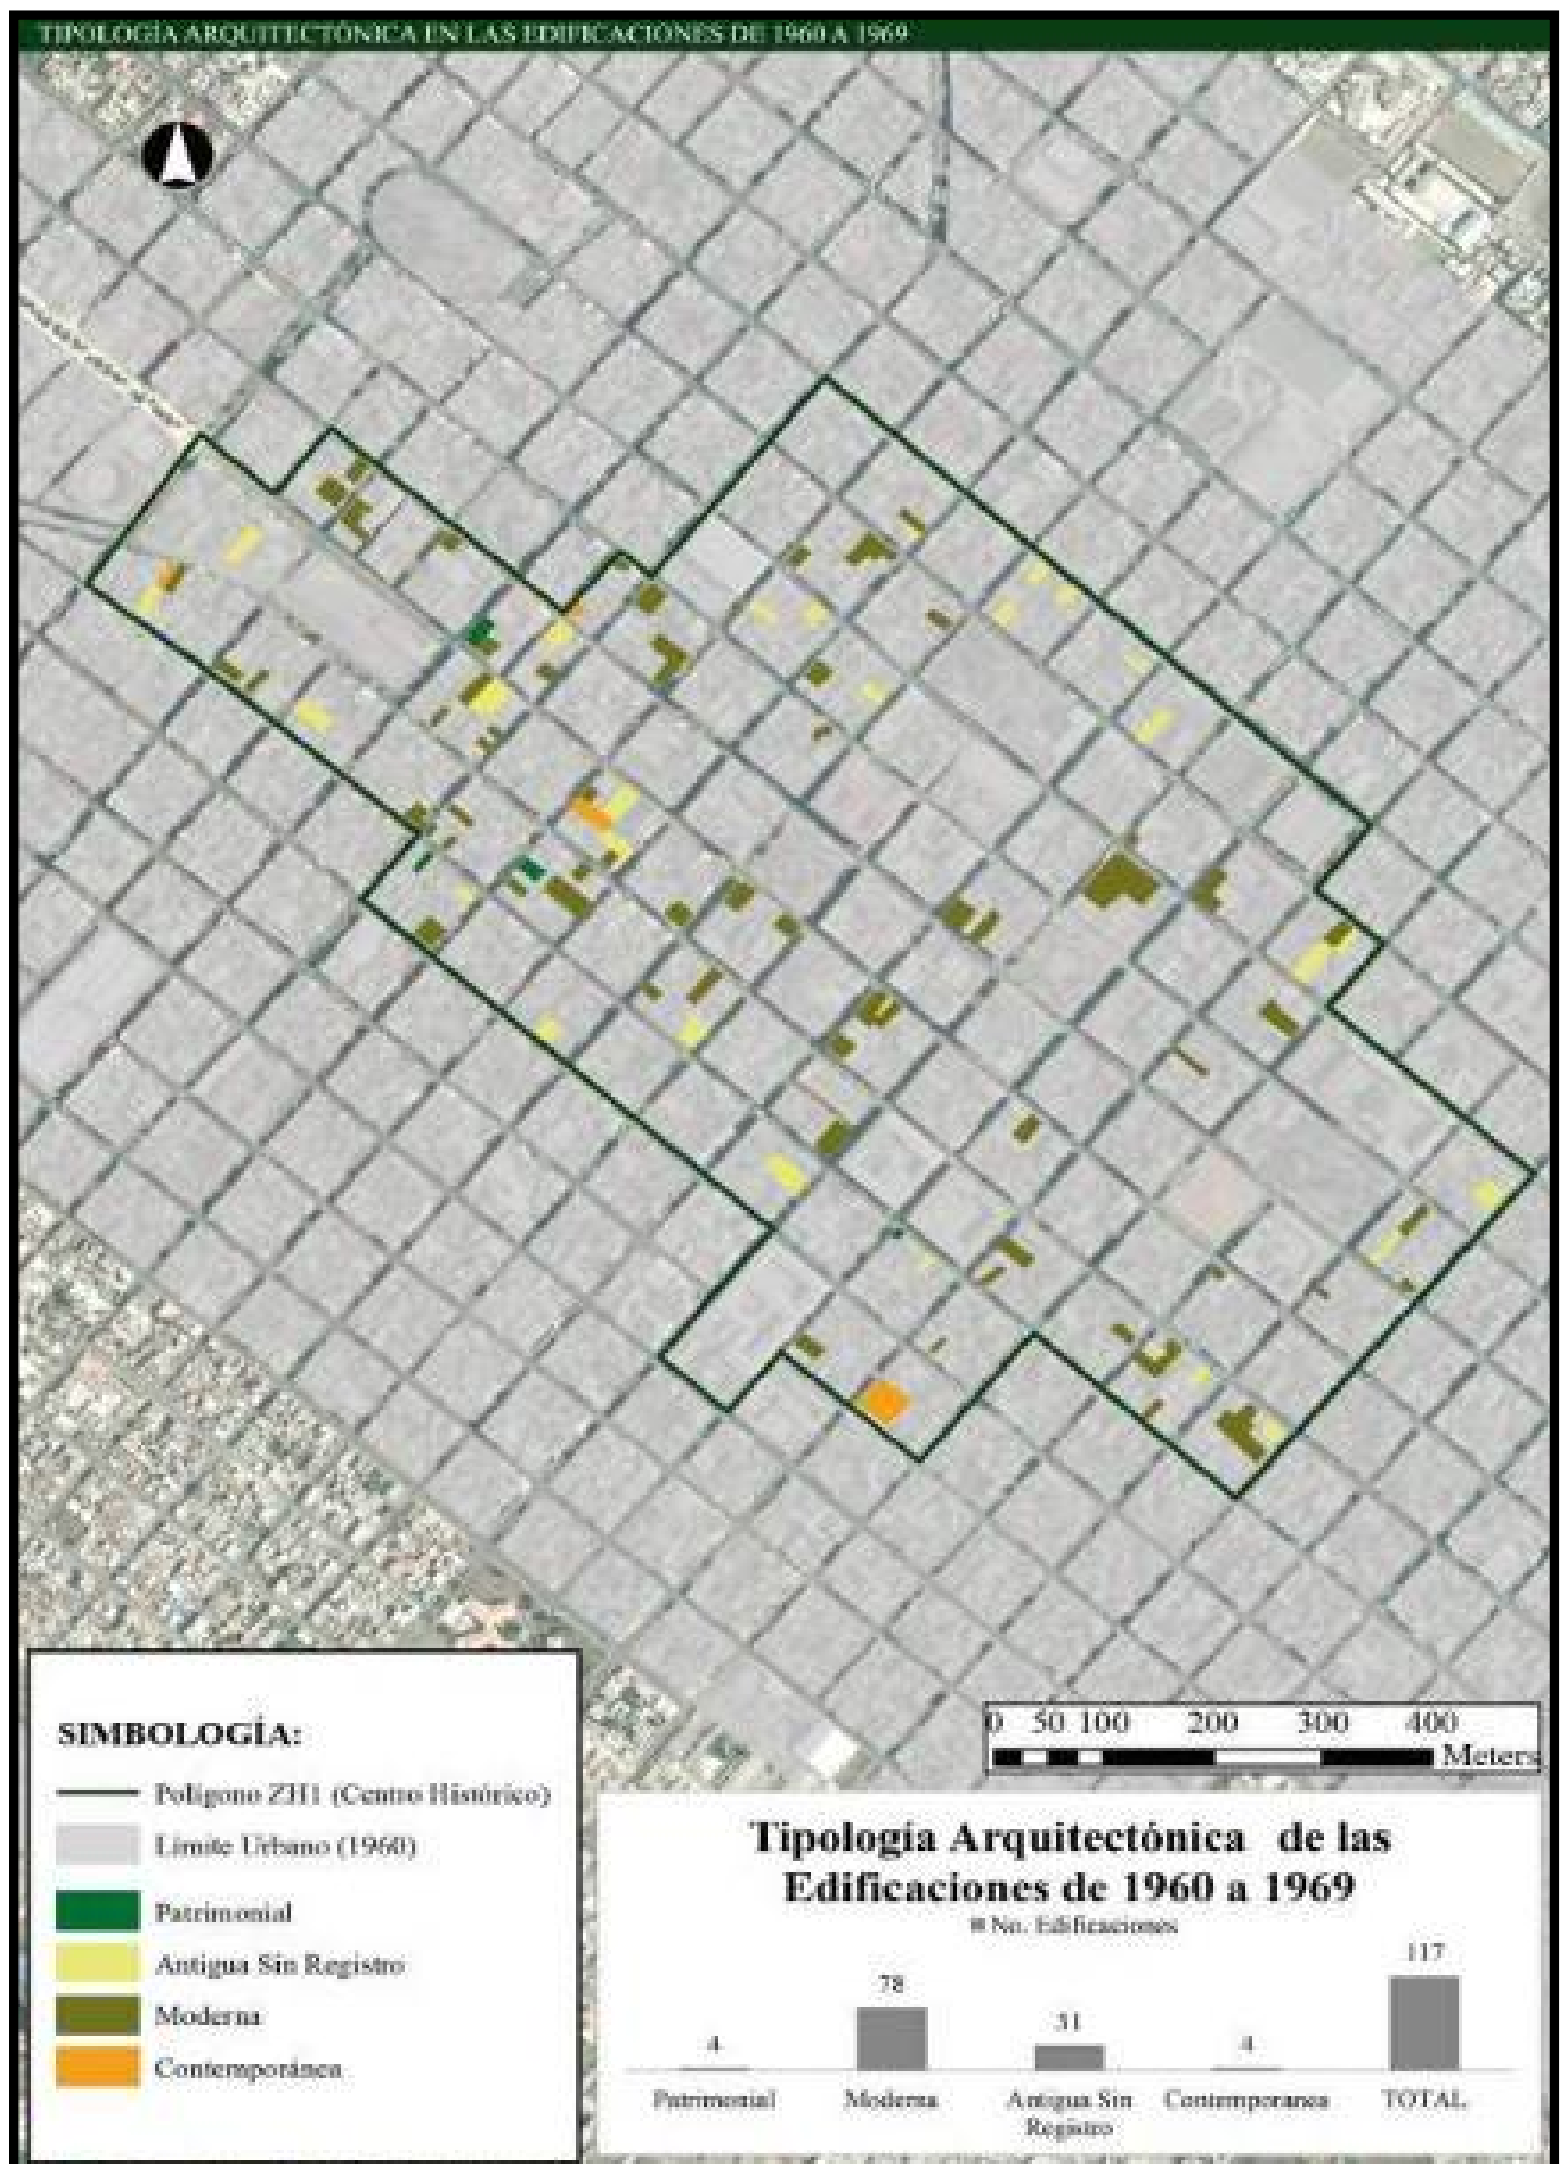 TIPOLOGÍA ARQUITECTÓNICA EN LAS EDIFICACIONES DE 1960 A 1969
SIMBOLOGÍA:
Polígono ZH1 (Centro Histórico)
Límite Urbano (1960)
Patrimonial
Antigua Sin Registro
Moderna
Contemporánea
0 50 100 200 300 400
Meters
Tipología Arquitectónica de las
Edificaciones de 1960 a 1969
No. Edificaciones
4
78
31
4
117
Patrimonial
Moderna
Antigua Sin
Registro
Contemporanea
TOTAL